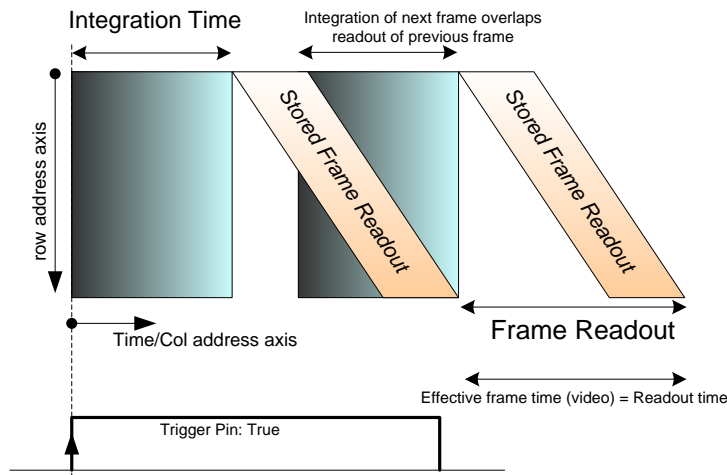 Integration Time
Integration of next frame overlaps
readout of previous frame
row address axis
Stored Frame Readout
Stored Frame Readout
Time/Col address axis
Frame Readout
Effective frame time (video) = Readout time
Trigger Pin: True